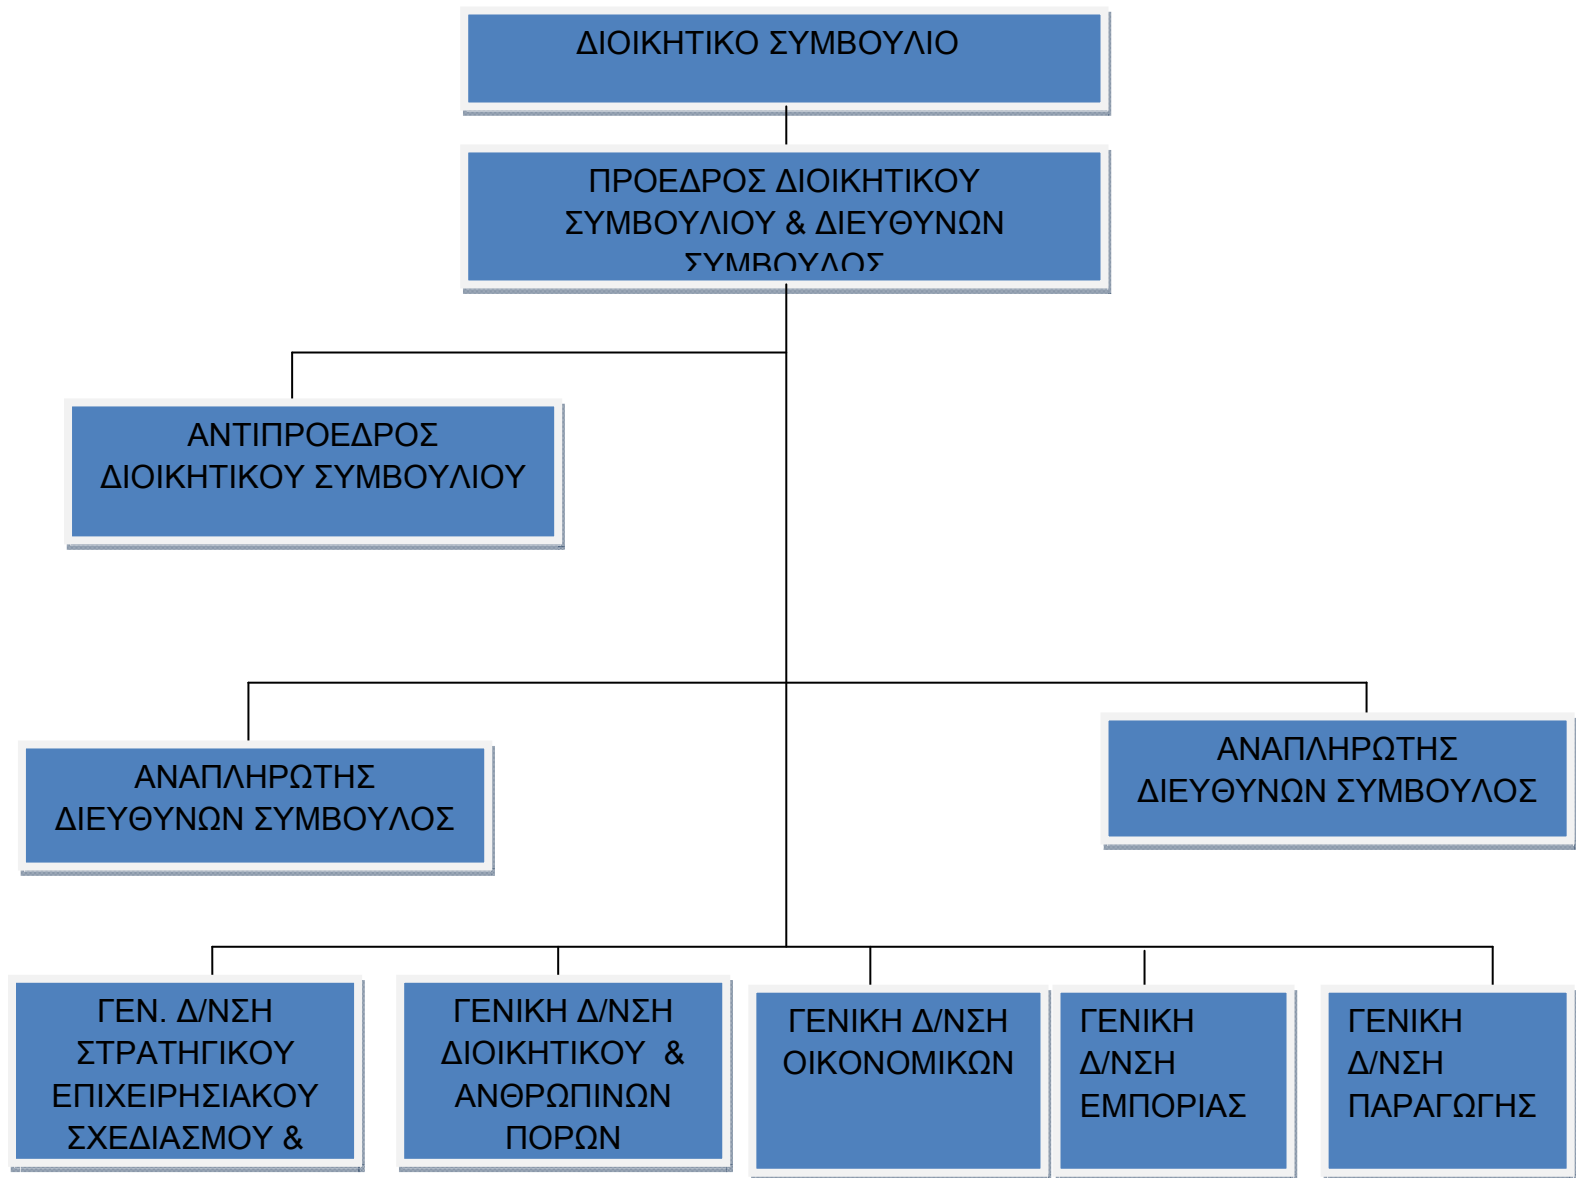 ΔΙΟΙΚΗΤΙΚΟ ΣΥΜΒΟΥΛΙΟ
ΠΡΟΕΔΡΟΣ ΔΙΟΙΚΗΤΙΚΟΥ
ΣΥΜΒΟΥΛΙΟΥ & ΔΙΕΥΘΥΝΩΝ
ΣΥΜΒΟΥΛΟΣ
ΑΝΤΙΠΡΟΕΔΡΟΣ
ΔΙΟΙΚΗΤΙΚΟΥ ΣΥΜΒΟΥΛΙΟΥ
ΑΝΑΠΛΗΡΩΤΗΣ
ΔΙΕΥΘΥΝΩΝ ΣΥΜΒΟΥΛΟΣ
ΑΝΑΠΛΗΡΩΤΗΣ
ΔΙΕΥΘΥΝΩΝ ΣΥΜΒΟΥΛΟΣ
ΓΕΝ. Δ/ΝΣΗ
ΣΤΡΑΤΗΓΙΚΟΥ
ΕΠΙΧΕΙΡΗΣΙΑΚΟΥ
ΣΧΕΔΙΑΣΜΟΥ &
ΓΕΝΙΚΗ Δ/ΝΣΗ
ΔΙΟΙΚΗΤΙΚΟΥ &
ΑΝΘΡΩΠΙΝΩΝ
ΠΟΡΩΝ
ΓΕΝΙΚΗ Δ/ΝΣΗ
ΟΙΚΟΝΟΜΙΚΩΝ
ΓΕΝΙΚΗ
Δ/ΝΣΗ
ΕΜΠΟΡΙΑΣ
ΓΕΝΙΚΗ
Δ/ΝΣΗ
ΠΑΡΑΓΩΓΗΣ